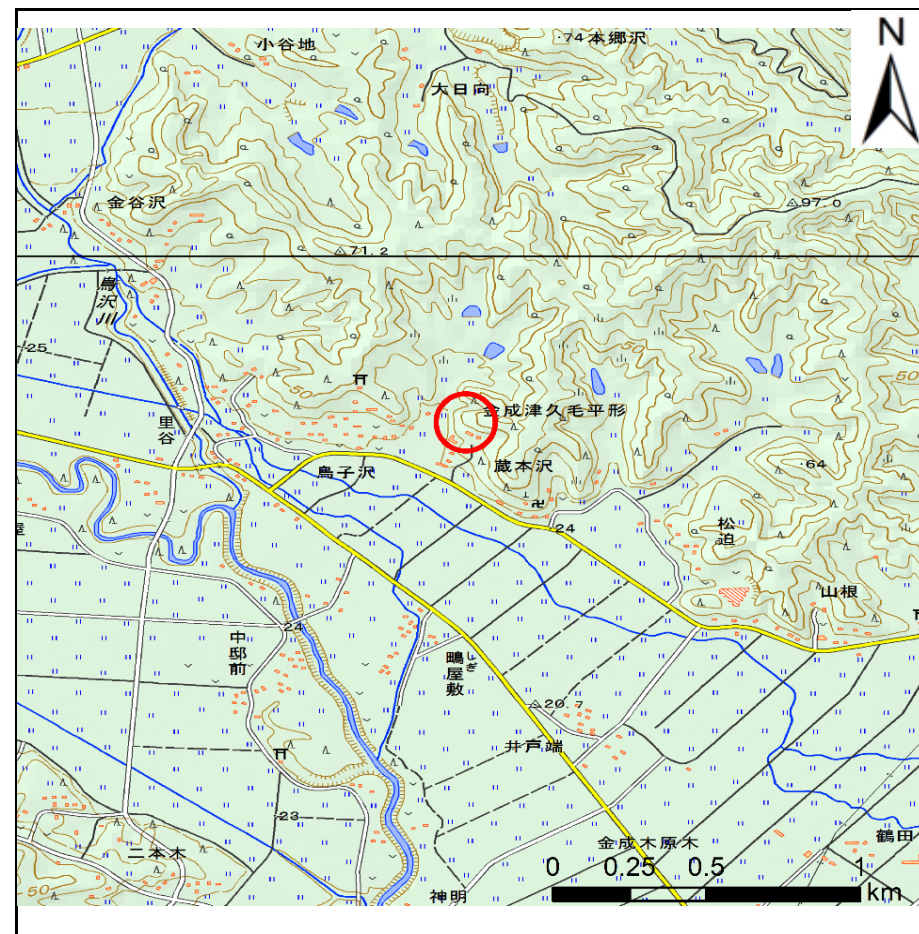 小谷地
・74本郷沢
N
大日向
金谷沢
97.0
71.2
鳥沢川
50
・25
50
50
里谷
金成津久毛平形
蔵本沢
・64
鳥子沢
・24
松迫
山根
中邸前
24
鴫屋敷
しぎ
20.7
井戸端
・23
金成木原木
鶴田
二本木
50
神明
0 0.25 0.5 1
km